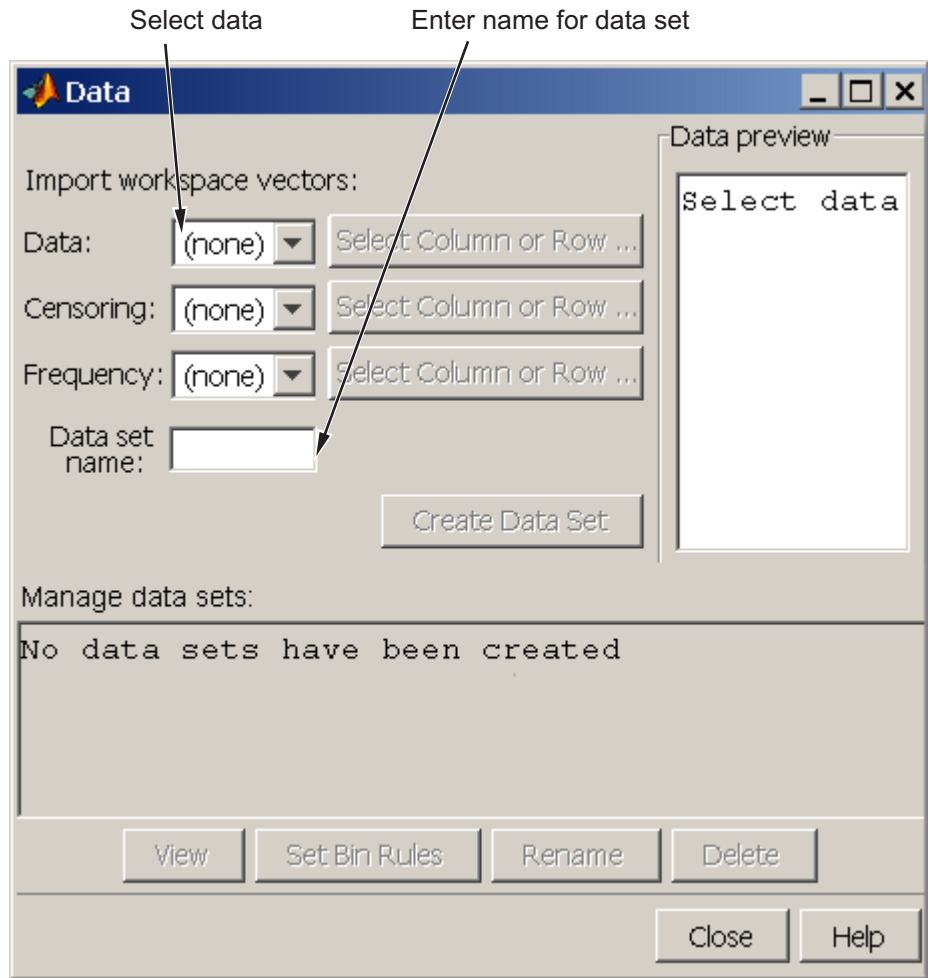 Select data
Enter name for data set
Data
Data preview
Import workspace vectors:
Select data
Data: (none) Select Column or Row ...
Censoring: (none) Select Column or Row ...
Frequency: (none) Select Column or Row ...
Data set
name:
Create Data Set
Manage data sets:
No data sets have been created
View Set Bin Rules Rename Delete
Close Help